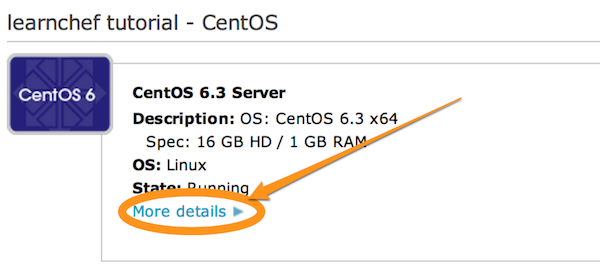 learnchef tutorial - CentOS
CentOS 6
CentOS 6.3 Server
Description: OS: CentOS 6.3 x64
Spec: 16 GB HD / 1 GB RAM
OS: Linux
State: Running
More details